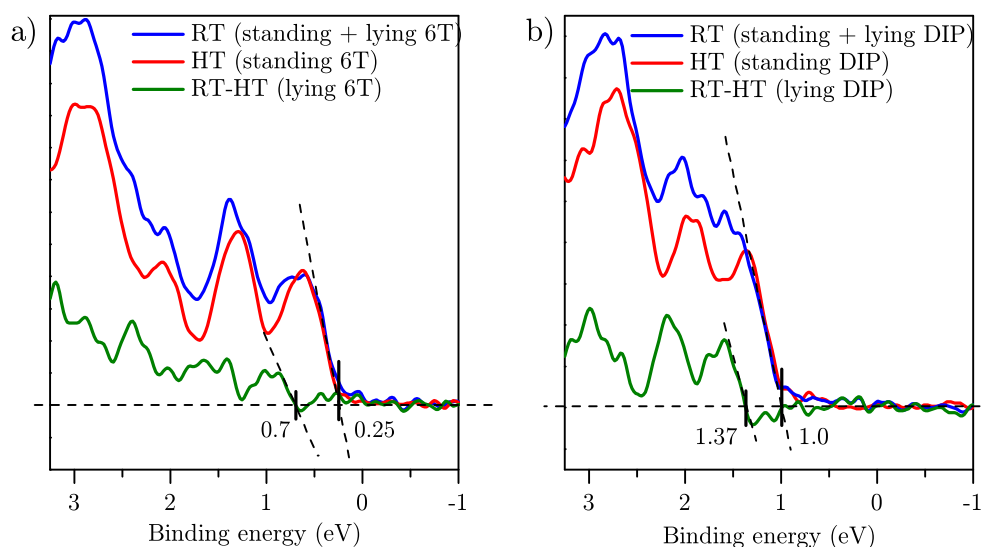 a)
RT (standing + lying 6T)
HT (standing 6T)
RT-HT (lying 6T)
0.7
0.25
3 2 1 0 -1
Binding energy (eV)
b)
RT (standing + lying DIP)
HT (standing DIP)
RT-HT (lying DIP)
1.37
1.0
3 2 1 0 -1
Binding energy (eV)